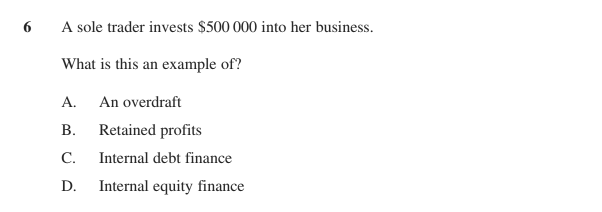 6 A sole trader invests $500 000 into her business.
What is this an example of?
A. An overdraft
B. Retained profits
C. Internal debt finance
D. Internal equity finance